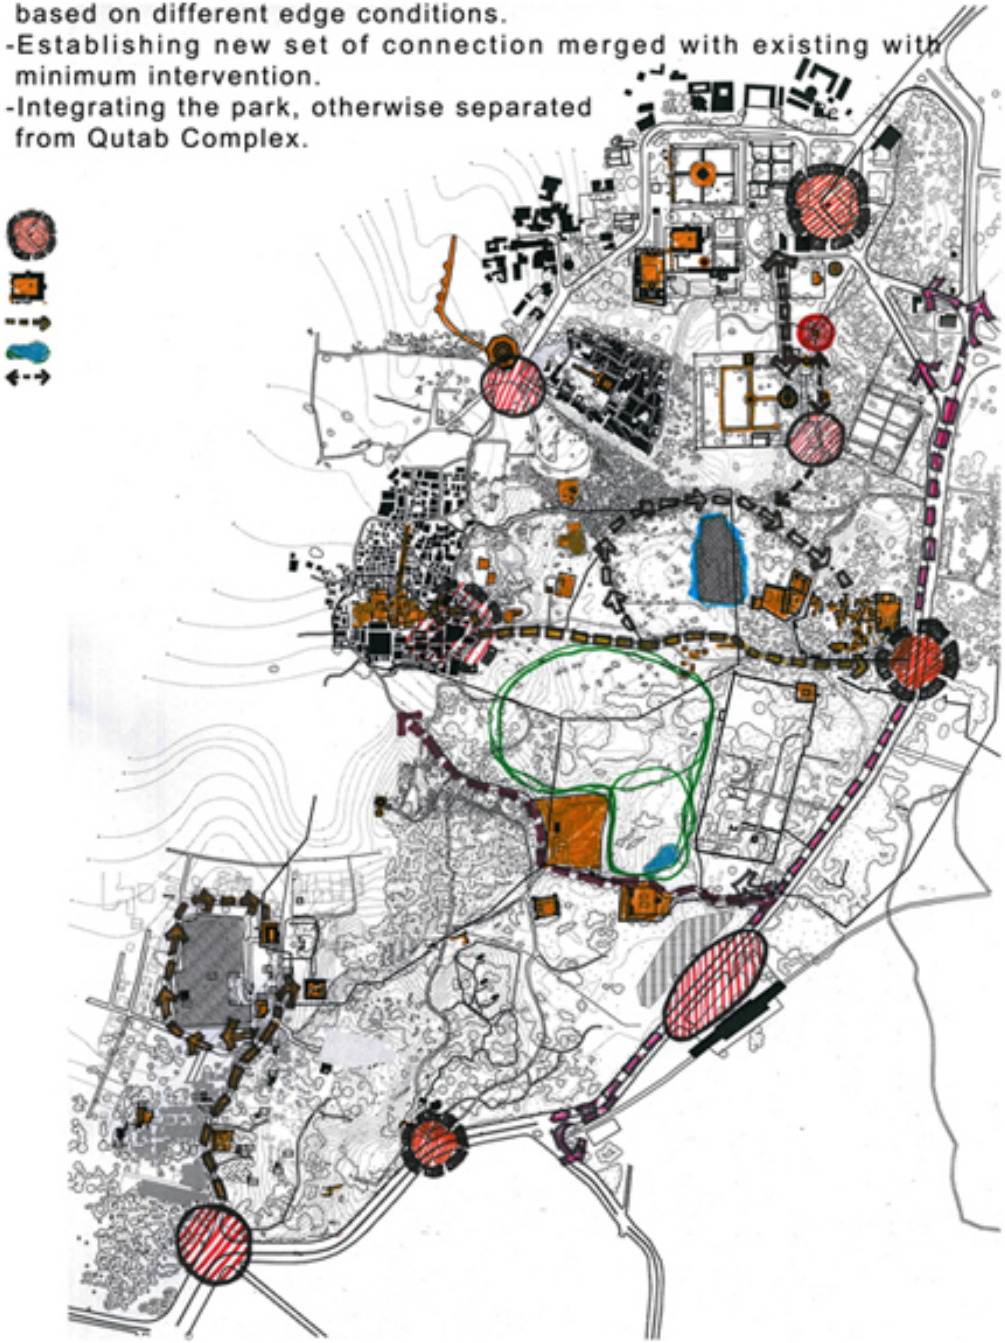 based on different edge conditions.
-Establishing new set of connection merged with existing with
minimum intervention.
-Integrating the park, otherwise separated
from Qutab Complex.